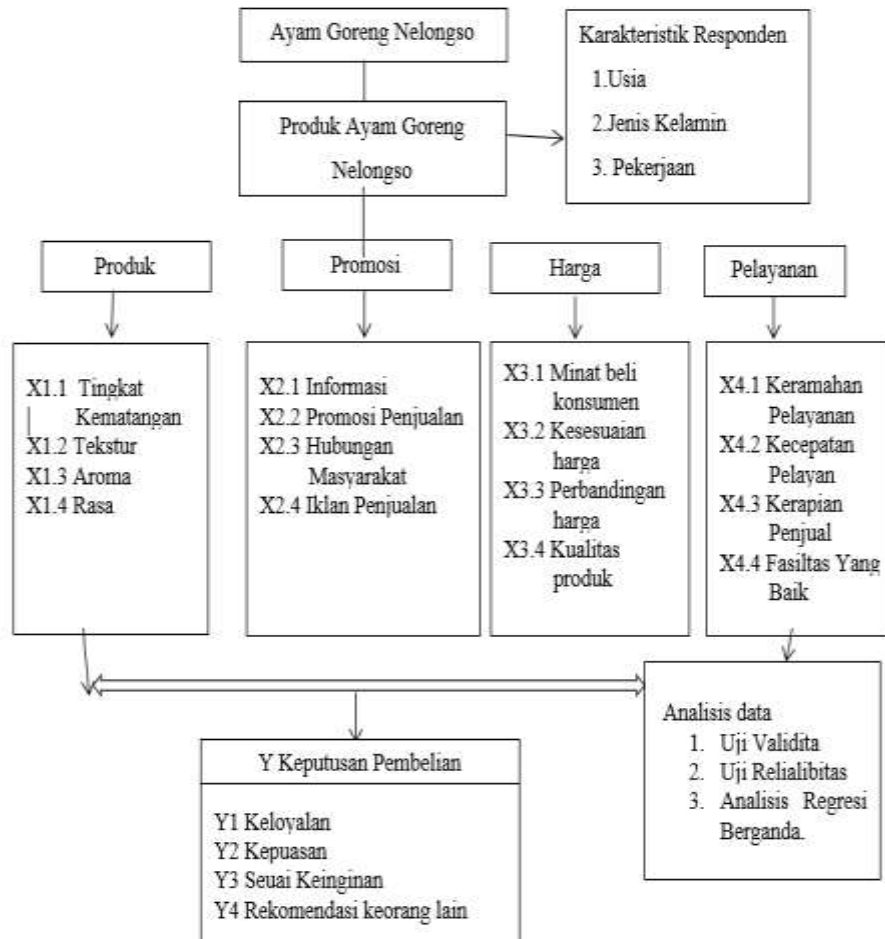 Ayam Goreng Nelongso
Karakteristik Responden
1.Usia
2.Jenis Kelamin
3. Pekerjaan
Produk Ayam Goreng
Nelongso
Produk
Promosi
Harga
Pelayanan
X1.1 Tingkat
Kematangan
X1.2 Tekstur
X1.3 Aroma
X1.4 Rasa
X2.1 Informasi
X2.2 Promosi Penjualan
X2.3 Hubungan
Masyarakat
X2.4 Iklan Penjualan
X3.1 Minat beli
konsumen
X3.2 Kesesuaian
harga
X3.3 Perbandingan
harga
X3.4 Kualitas
produk
X4.1 Keramahan
Pelayanan
X4.2 Kecepatan
Pelayan
X4.3 Kerapian
Penjual
X4.4 Fasiltas Yang
Baik
Analisis data
1. Uji Validita
2. Uji Relialibitas
3. Analisis Regresi
Berganda.
Y Keputusan Pembelian
Y1 Keloyalan
Y2 Kepuasan
Y3 Seuai Keinginan
Y4 Rekomendasi keorang lain